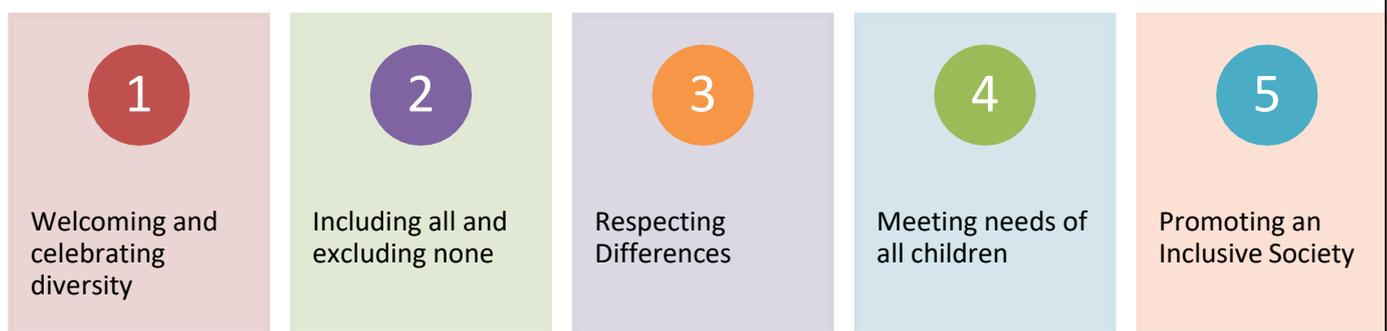 1
Welcoming and
celebrating
diversity
2
Including all and
excluding none
3
Respecting
Differences
4
Meeting needs of
all children
5
Promoting an
Inclusive Society